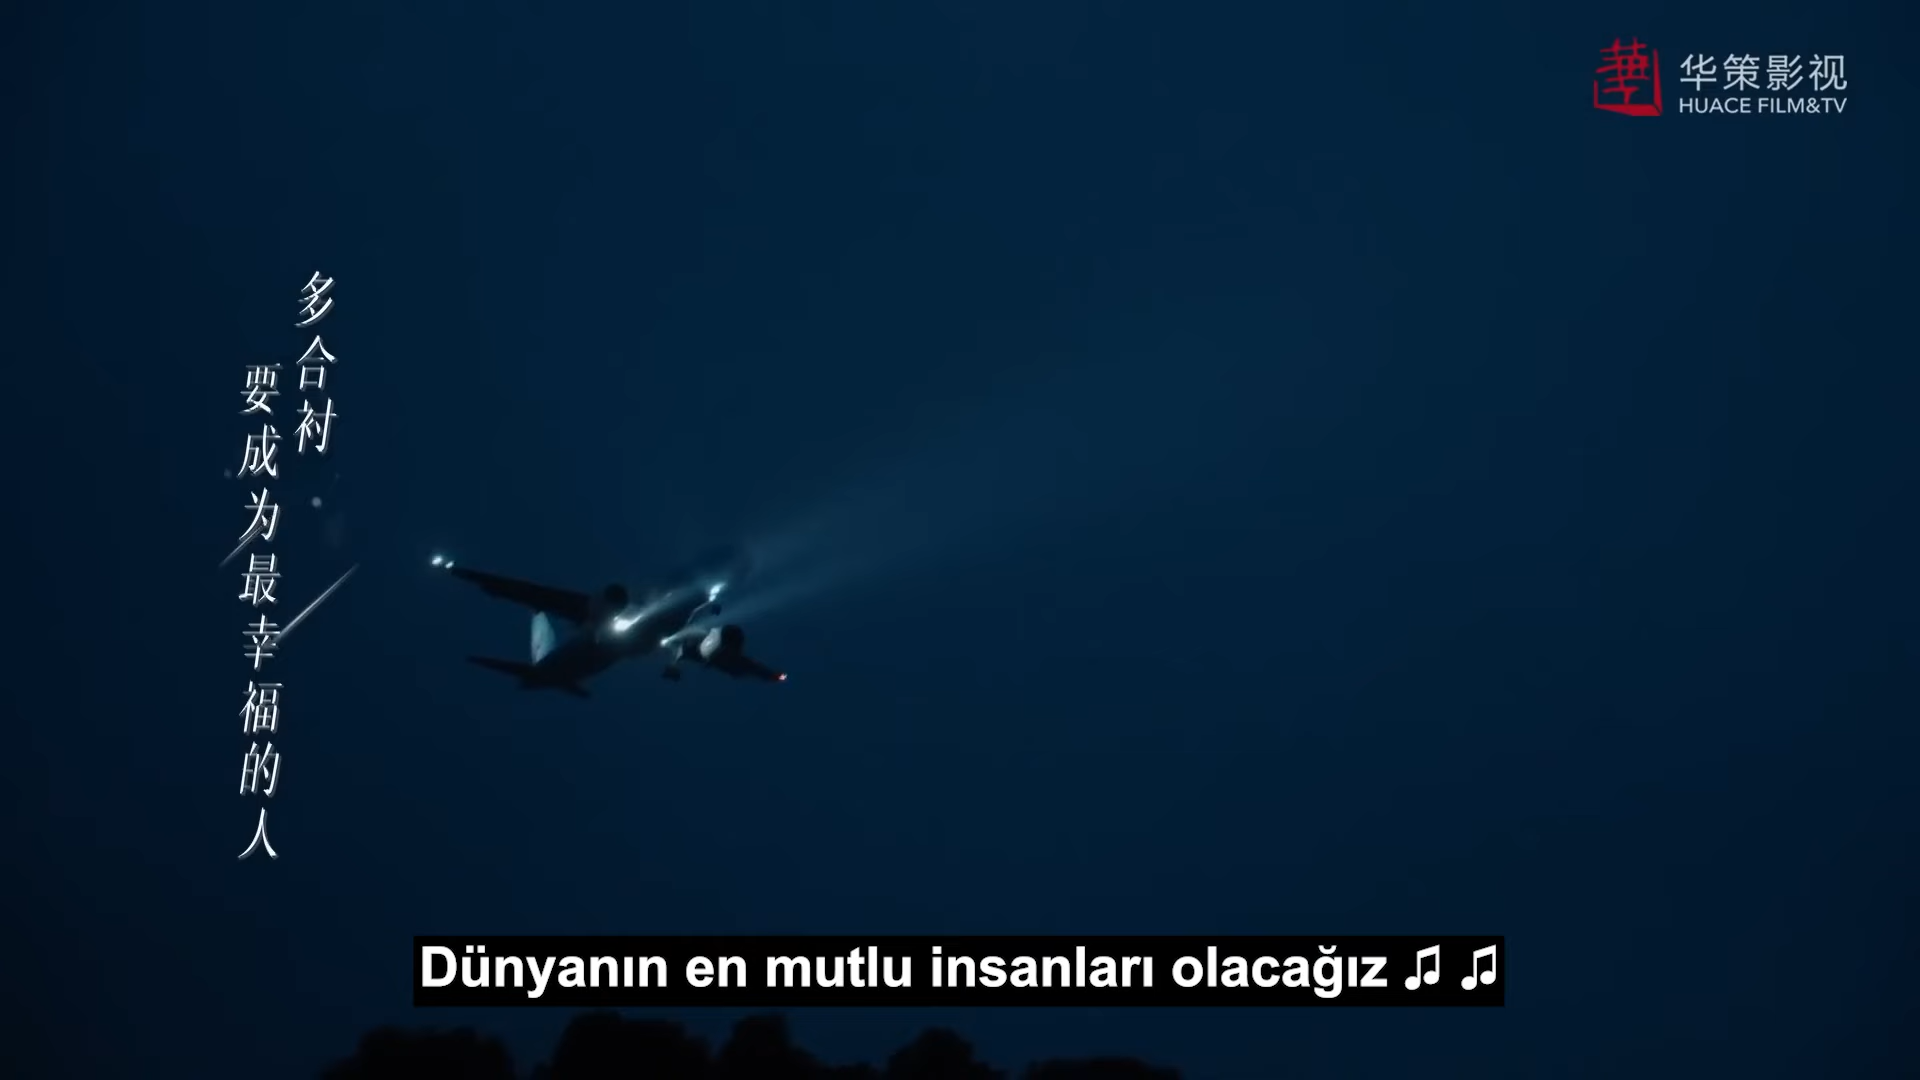 华策影视
HUACE FILM&TV
多合衬
要成为最幸福的人
Dünyanın en mutlu insanları olacağız ♫ ♫